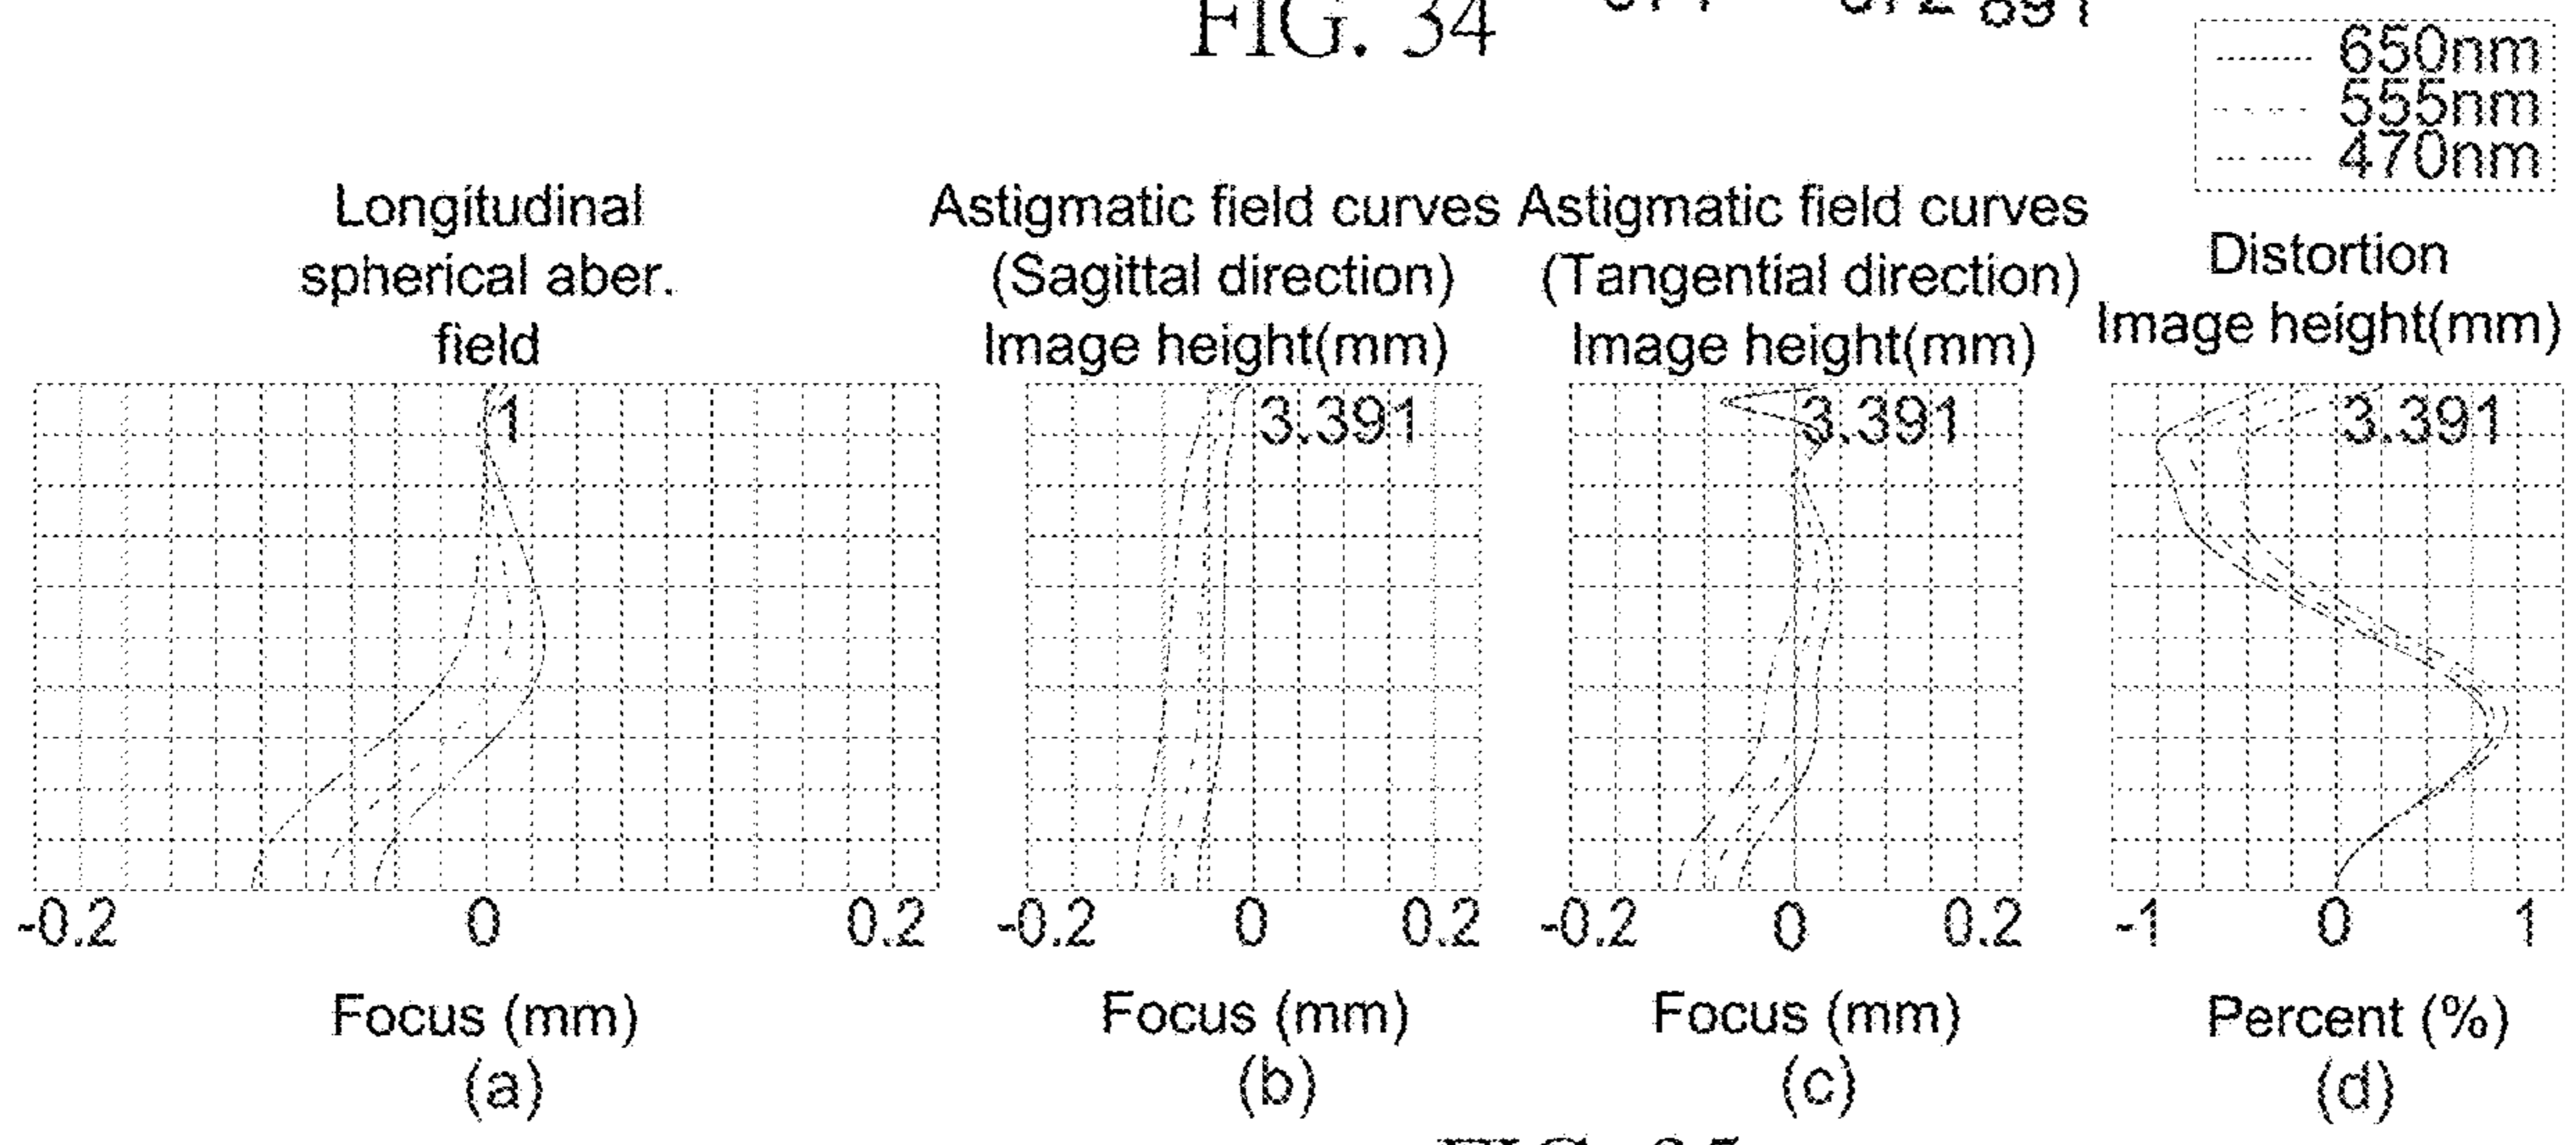 FIG. 34
650nm
555nm
470nm
Longitudinal
spherical aber.
field
Astigmatic field curves
(Sagittal direction)
Image height(mm)
Astigmatic field curves
(Tangential direction)
Image height(mm)
Distortion
Image height(mm)
1
3.391
3.391
3.391
-0.2 0 0.2
-0.2 0 0.2
-0.2 0 0.2
-1 0 1
Focus (mm)
Focus (mm)
Focus (mm)
Percent (%)
(a)
(b)
(c)
(d)